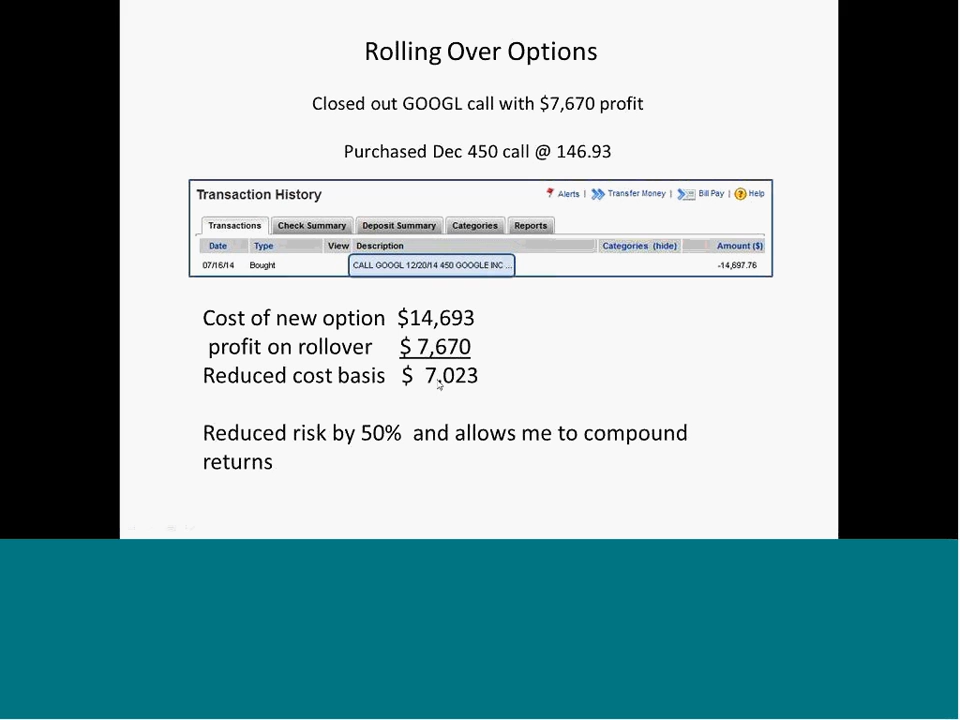 Rolling Over Options
Closed out GOOGL call with $7,670 profit
Purchased Dec 450 call @ 146.93
Transaction History
Alerts | Transfer Money | Bill Pay | Help
Transactions Check Summary Deposit Summary Categories Reports
Date Type View Description Categories (hide) Amount ($)
07/16/14 Bought CALL GOOGL 12/20/14 450 GOOGLE INC ... -14,697.76
Cost of new option $14,693
profit on rollover $ 7,670
Reduced cost basis $ 7,023
Reduced risk by 50% and allows me to compound
returns